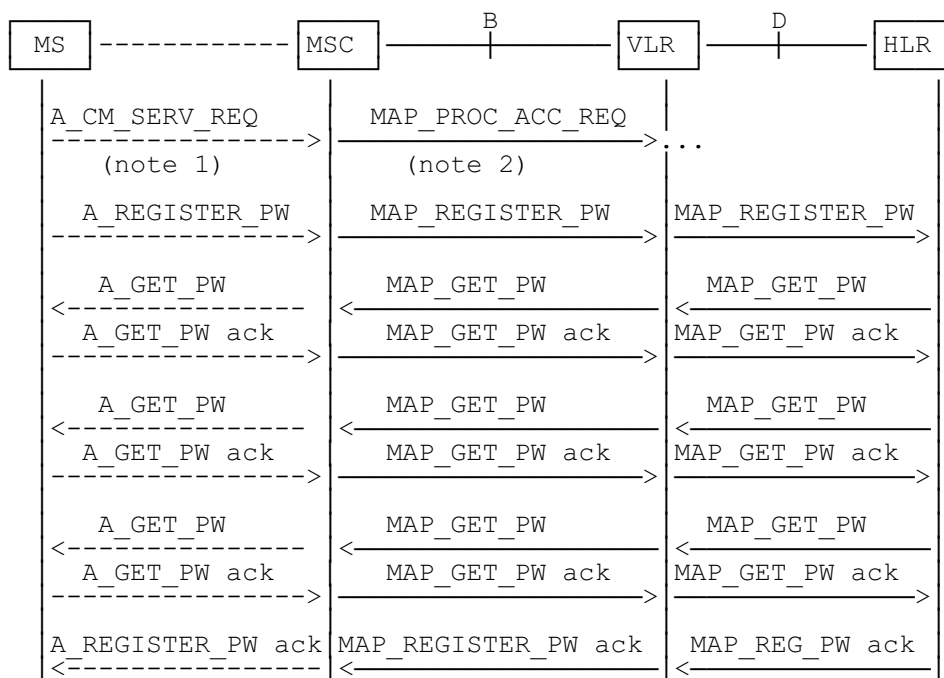 B D
MS MSC VLR HLR
A_CM_SERV_REQ MAP_PROC_ACC_REQ
...
(note 1) (note 2)
A_REGISTER_PW MAP_REGISTER_PW MAP_REGISTER_PW
A_GET_PW MAP_GET_PW MAP_GET_PW
A_GET_PW ack MAP_GET_PW ack MAP_GET_PW ack
A_GET_PW MAP_GET_PW MAP_GET_PW
A_GET_PW ack MAP_GET_PW ack MAP_GET_PW ack
A_GET_PW MAP_GET_PW MAP_GET_PW
A_GET_PW ack MAP_GET_PW ack MAP_GET_PW ack
A_REGISTER_PW ack MAP_REGISTER_PW ack MAP_REG_PW ack